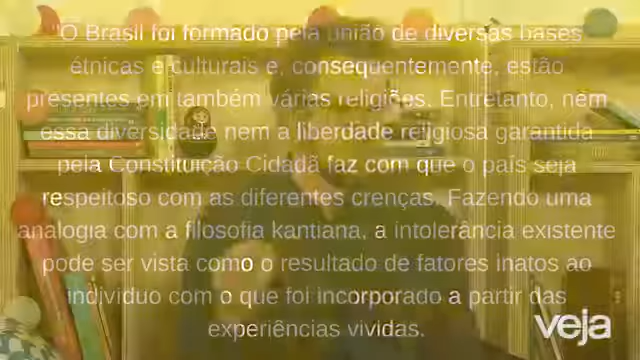 "O Brasil foi formado pela união de diversas bases
étnicas e culturais e, consequentemente, estão
presentes em também várias religiões. Entretanto, nem
essa diversidade nem a liberdade religiosa garantida
pela Constituição Cidadã faz com que o país seja
respeitoso com as diferentes crenças. Fazendo uma
analogia com a filosofia kantiana, a intolerância existente
pode ser vista como o resultado de fatores inatos ao
indivíduo com o que foi incorporado a partir das
experiências vividas.
veja